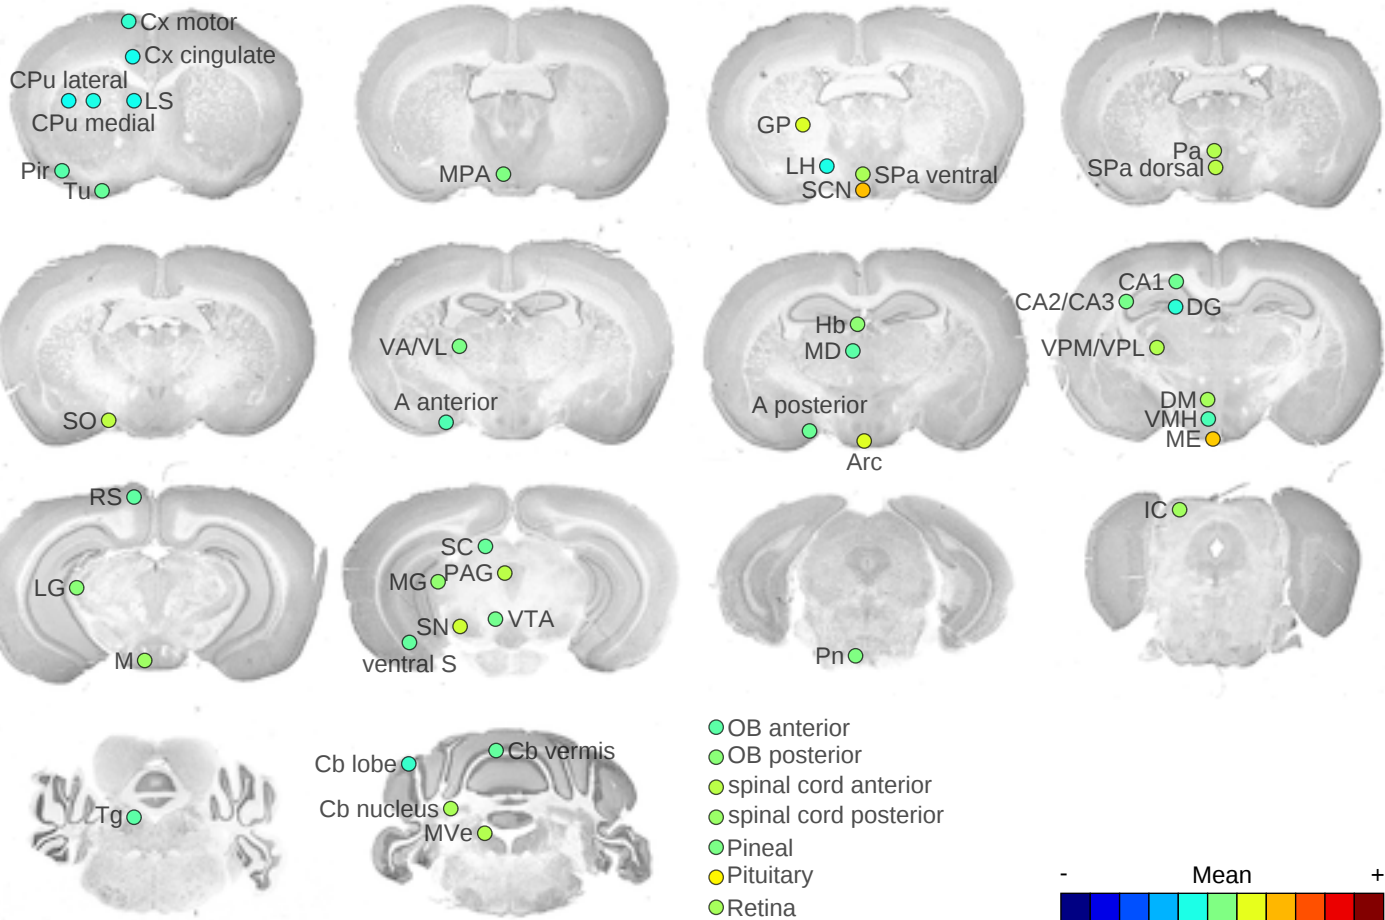 Cx motor
Cx cingulate
CPu lateral
LS
CPu medial
Pir
Tu
MPA
GP
LH
SPa ventral
SCN
Pa
SPa dorsal
SO
VA/VL
A anterior
Hb
MD
A posterior
Arc
CA1
CA2/CA3
DG
VPM/VPL
DM
VMH
ME
RS
LG
M
SC
MG
PAG
SN
VTA
ventral S
Pn
IC
Tg
Cb lobe
Cb vermis
Cb nucleus
MVe
OB anterior
OB posterior
spinal cord anterior
spinal cord posterior
Pineal
Pituitary
Retina
- Mean +